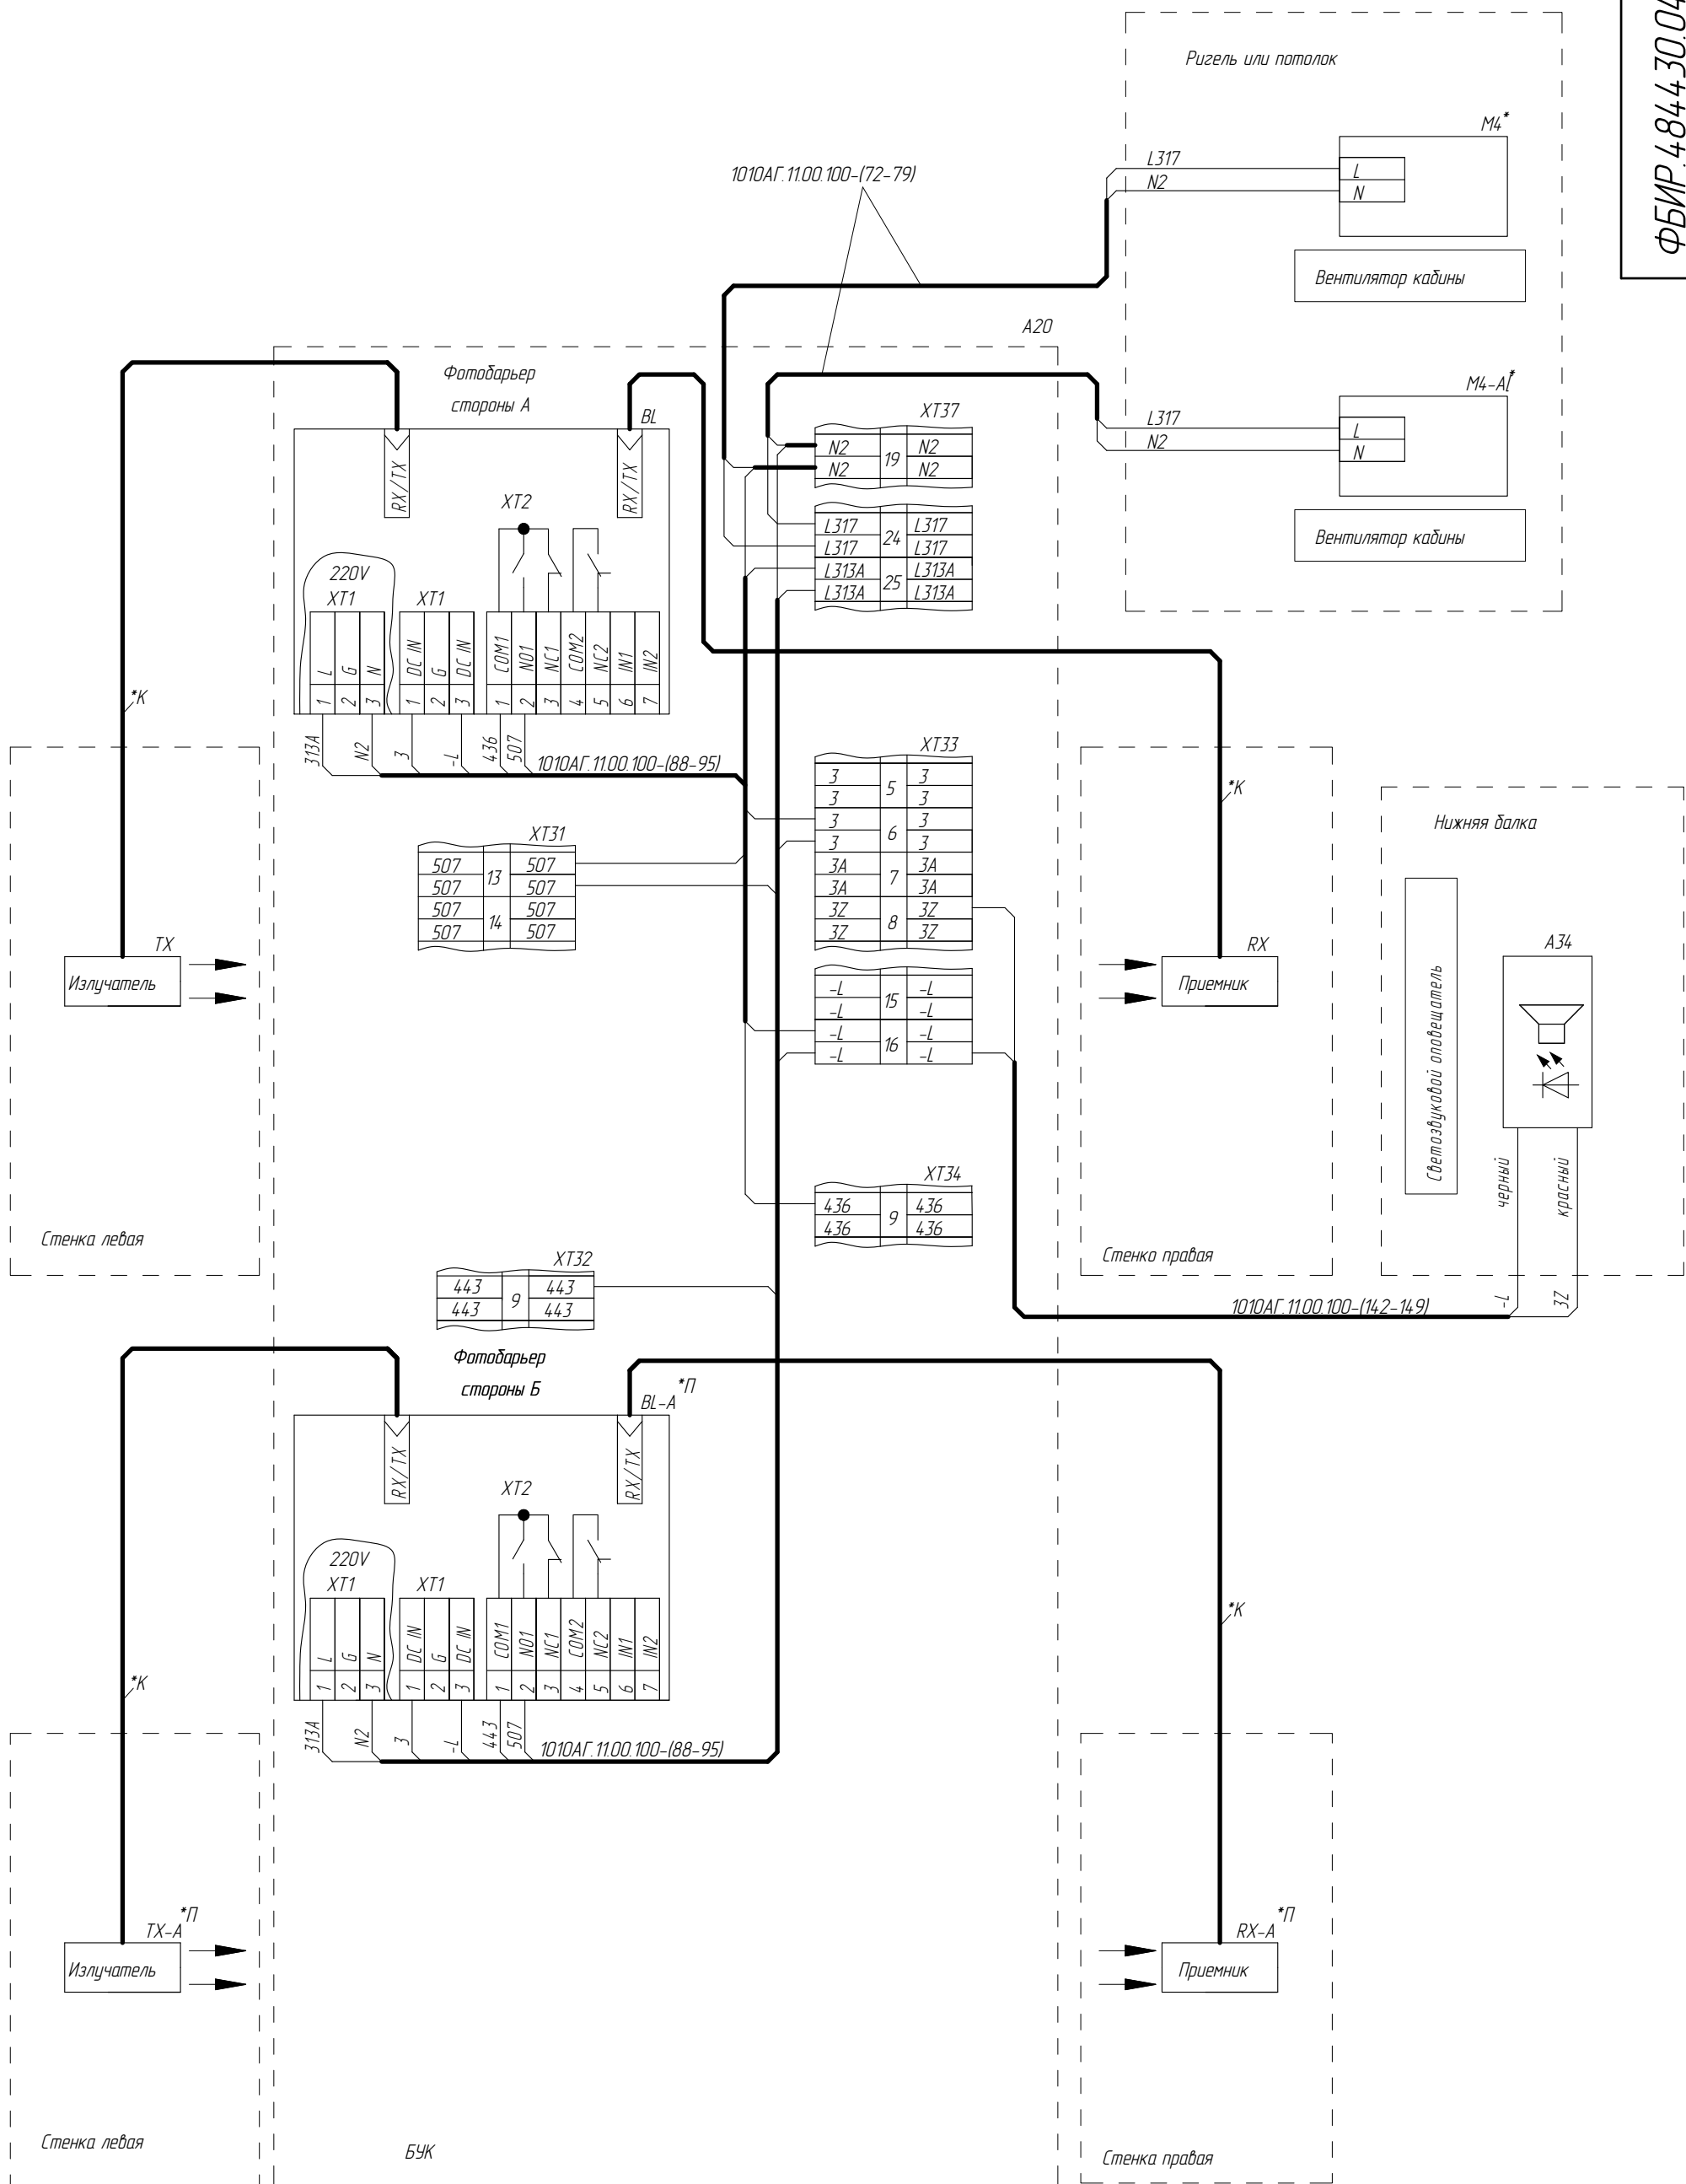 ФБИР.484430.04
Ригель или потолок
М4*
L317
N2
L
N
Вентилятор кабины
1010АГ.11.00.100-(72-79)
А20
М4-А[*
L317
N2
L
N
Вентилятор кабины
Фотобарьер
стороны А
BL
RX/TX
RX/TX
XT2
220V
XT1
XT1
L G N
1 2 3
DC IN G DC IN
1 2 3
COM1 NO1 NC1 COM2 NC2 IN1 IN2
1 2 3 4 5 6 7
313A N2 3 -L 436 507
1010АГ.11.00.100-(88-95)
XT37
N2 19 N2
N2 N2
L317 24 L317
L317 L317
L313A 25 L313A
L313A L313A
*К
XT33
3 5 3
3 3
3 6 3
3 3
3A 7 3A
3A 3A
3Z 8 3Z
3Z 3Z
-L 15 -L
-L -L
-L 16 -L
-L -L
XT31
507 13 507
507 507
507 14 507
507 507
*К
Нижняя балка
Светозвуковой оповещатель
А34
черный
красный
-L
3Z
TX
Излучатель
RX
Приемник
XT34
436 9 436
436 436
Стенка левая
Стенко правая
XT32
443 9 443
443 443
1010АГ.11.00.100-(142-149)
Фотобарьер
стороны Б
BL-A *П
RX/TX
RX/TX
XT2
220V
XT1
XT1
L G N
1 2 3
DC IN G DC IN
1 2 3
COM1 NO1 NC1 COM2 NC2 IN1 IN2
1 2 3 4 5 6 7
313A N2 3 -L 443 507
1010АГ.11.00.100-(88-95)
*К
*К
TX-A *П
Излучатель
RX-A *П
Приемник
Стенка левая
БУК
Стенка правая